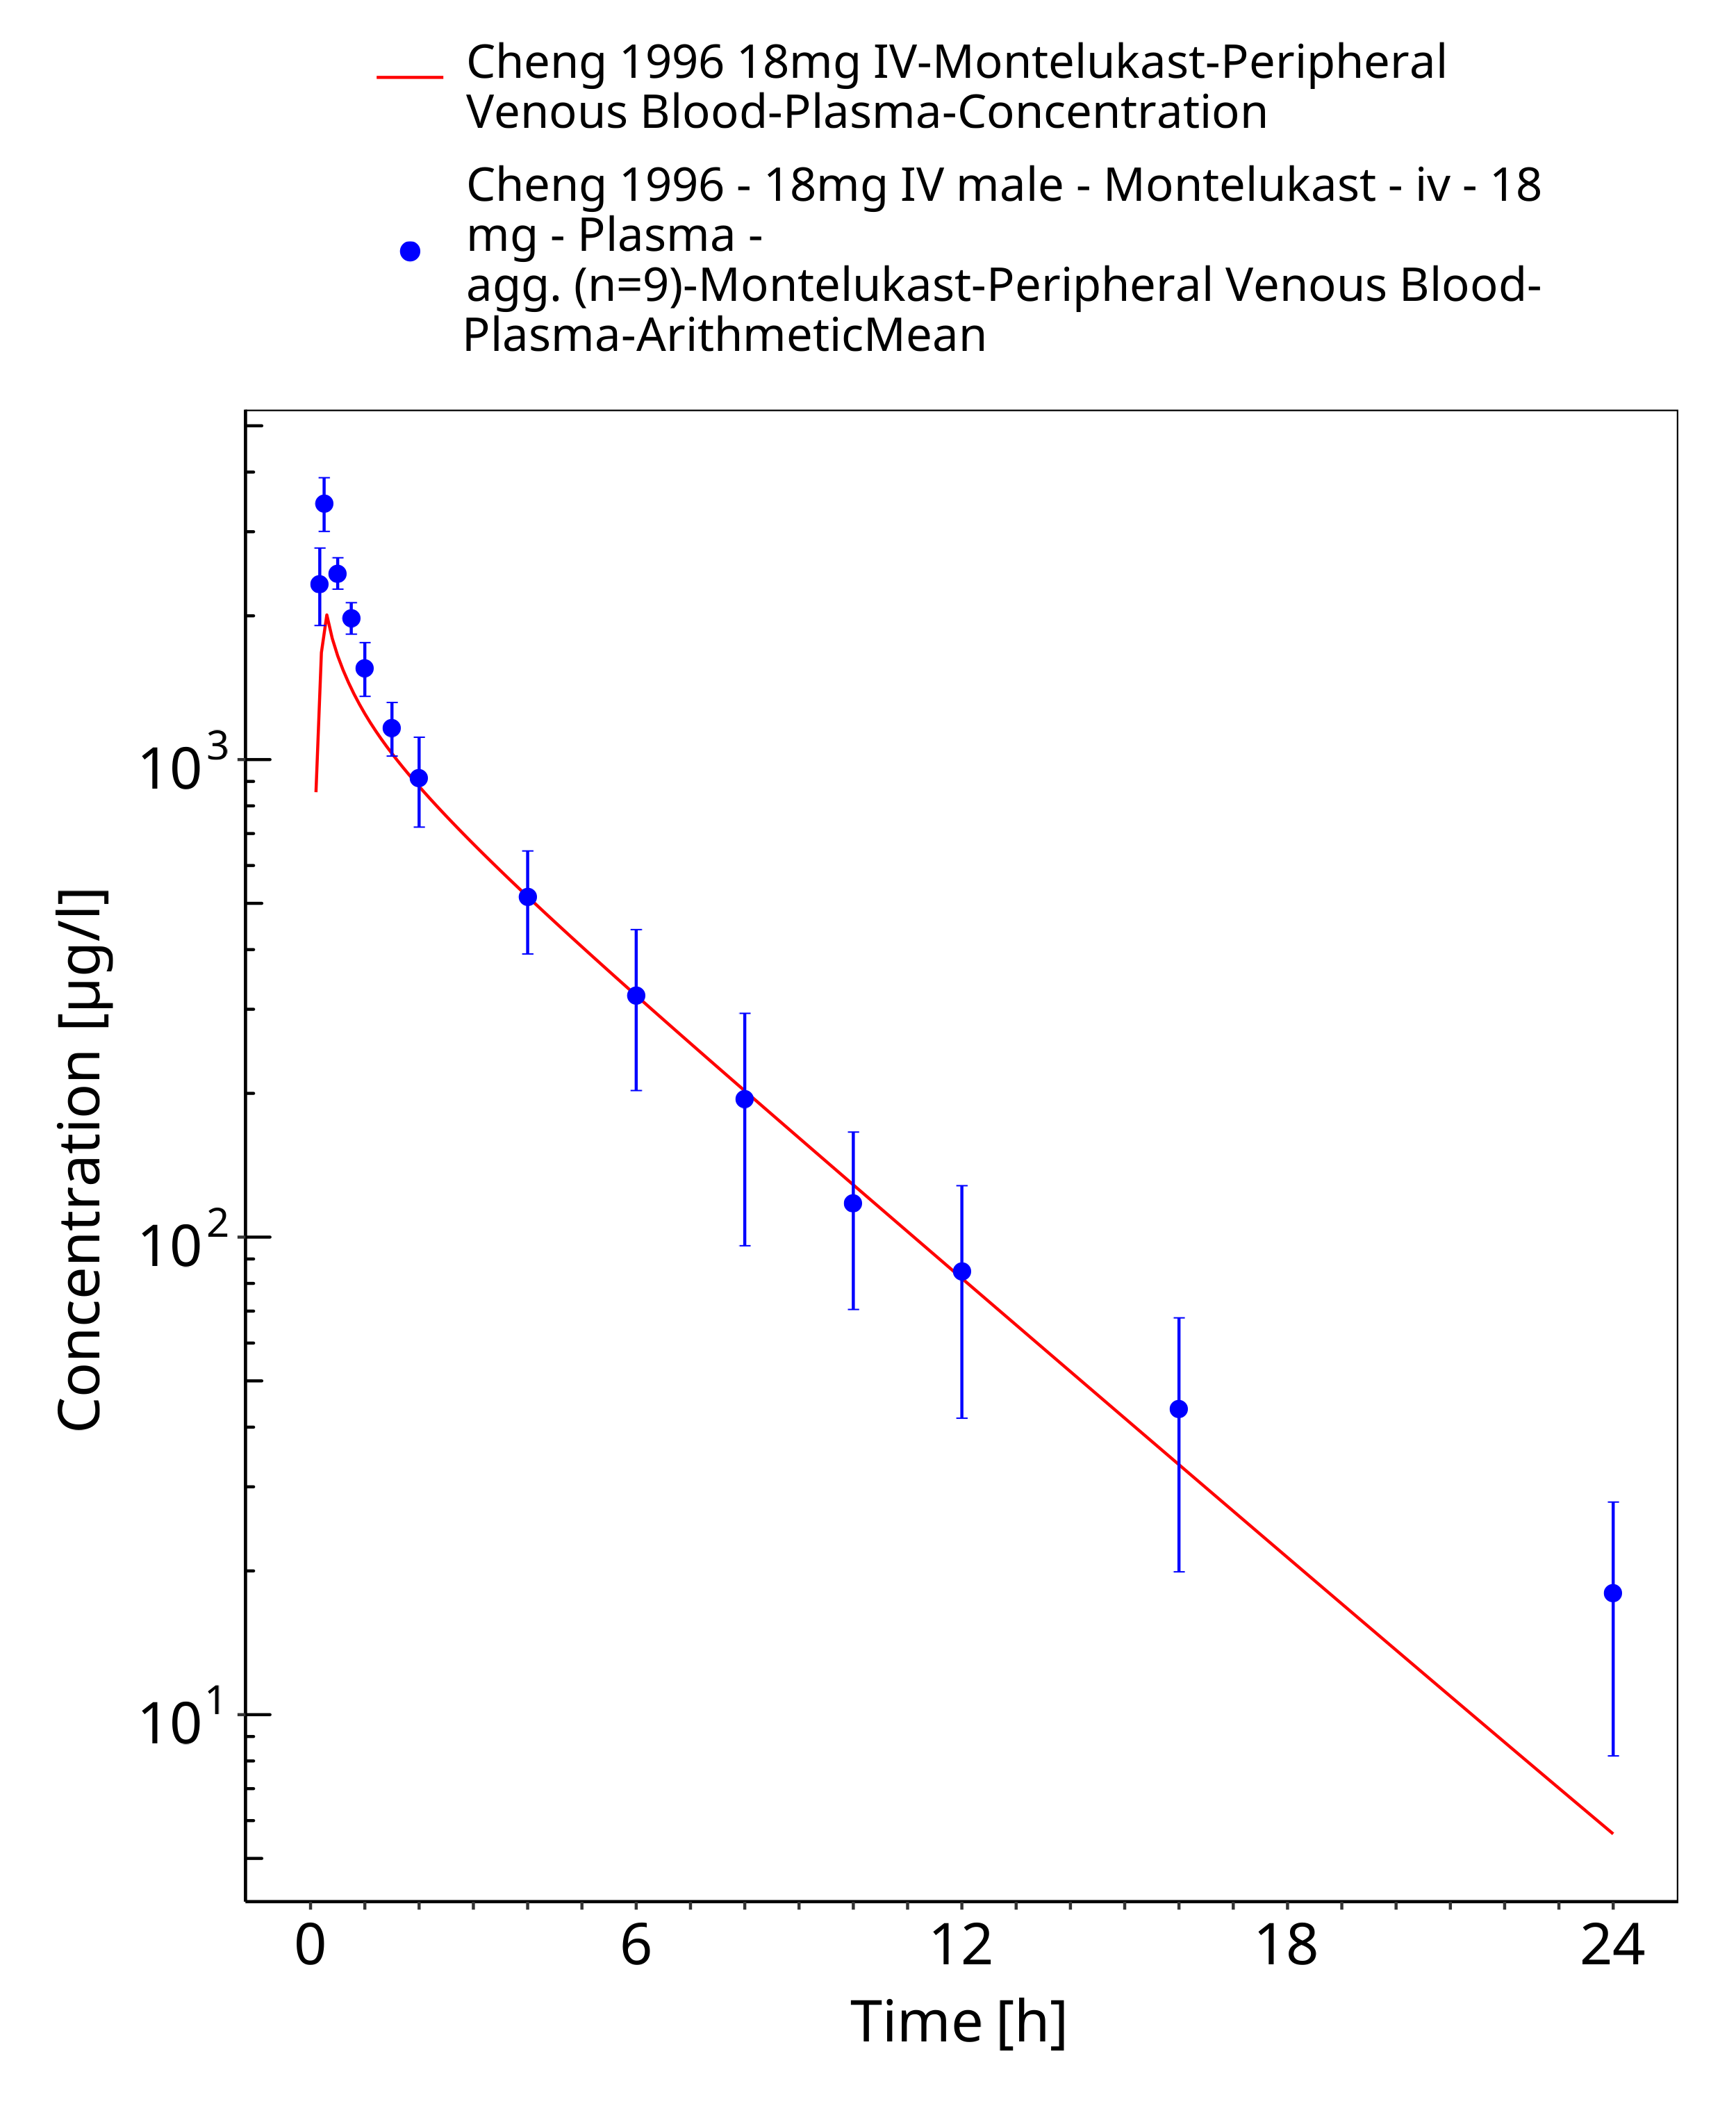 Cheng 1996 18mg IV-Montelukast-Peripheral
Venous Blood-Plasma-Concentration
Cheng 1996 - 18mg IV male - Montelukast - iv - 18
mg - Plasma -
agg. (n=9)-Montelukast-Peripheral Venous Blood-
Plasma-ArithmeticMean
Concentration [µg/l]
10³
10²
10¹
0 6 12 18 24
Time [h]